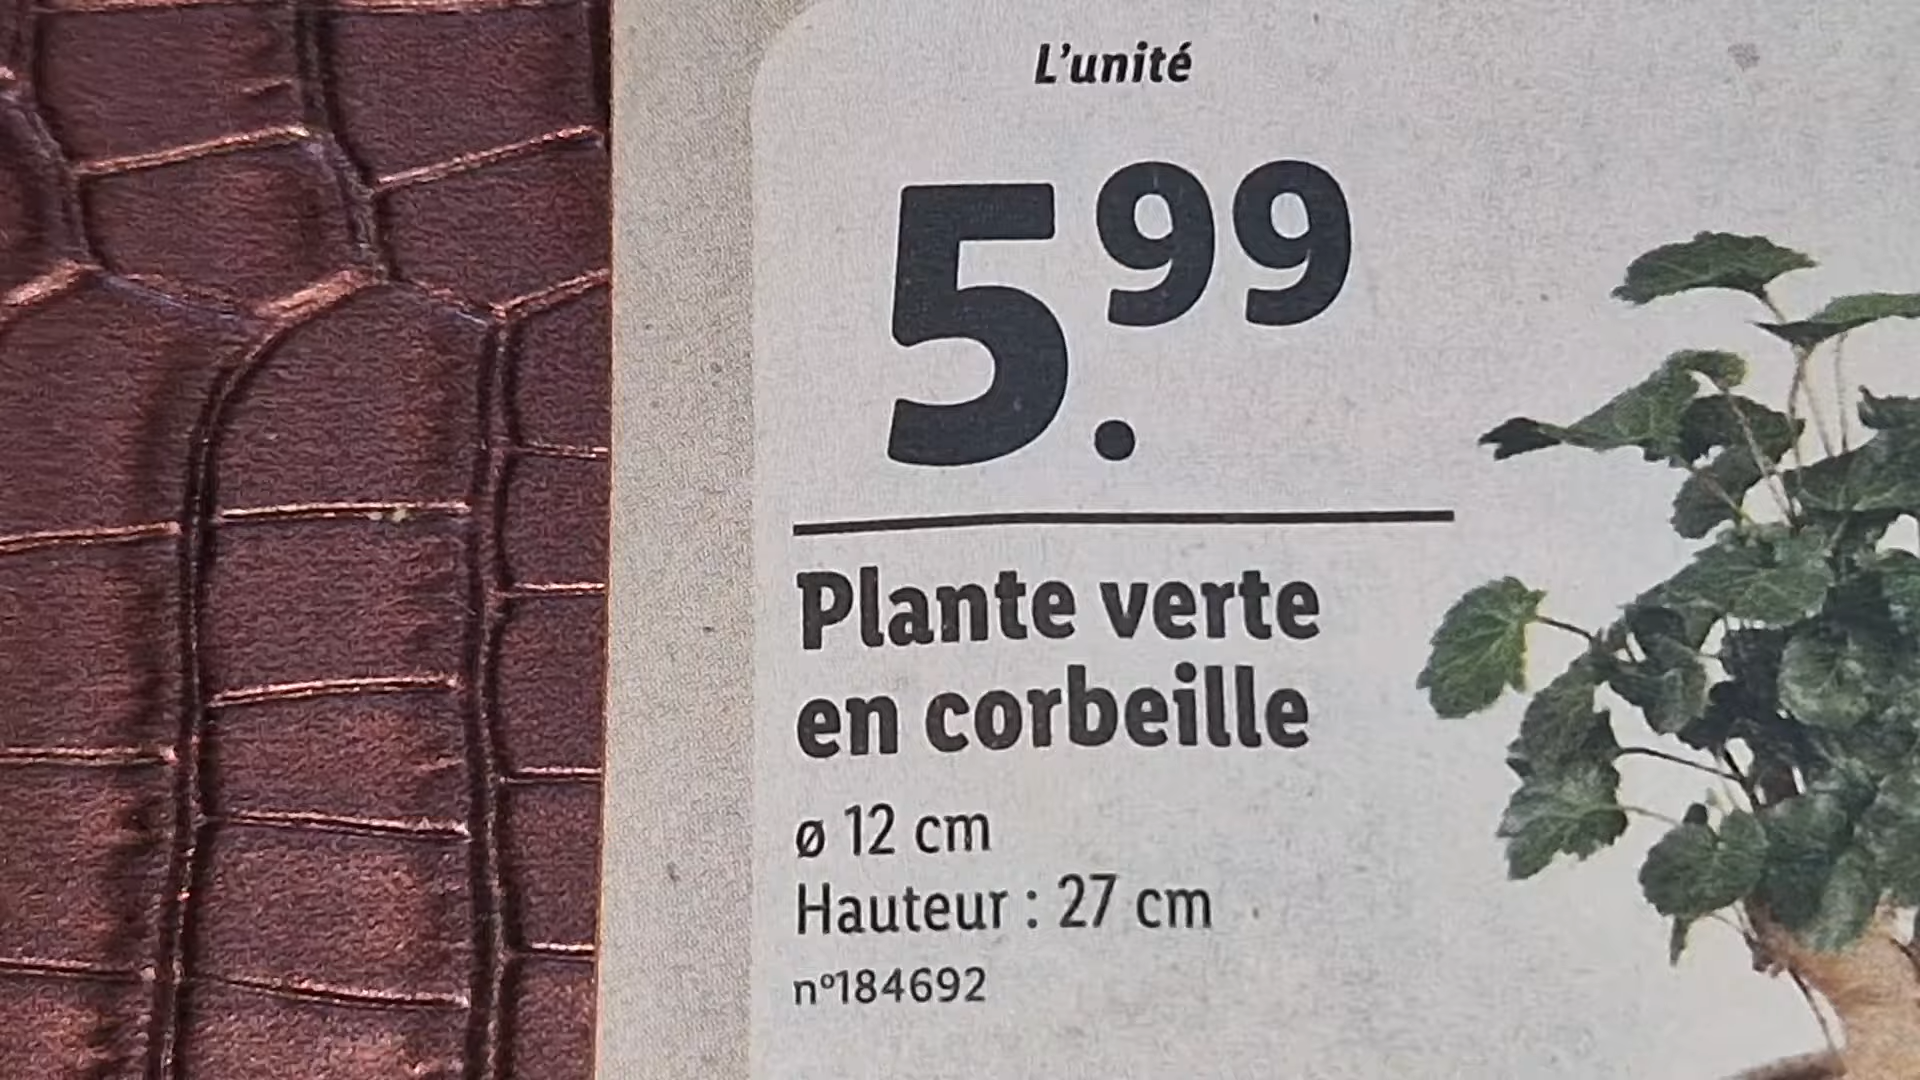 L'unité
5.99
Plante verte
en corbeille
ø 12 cm
Hauteur : 27 cm
n°184692